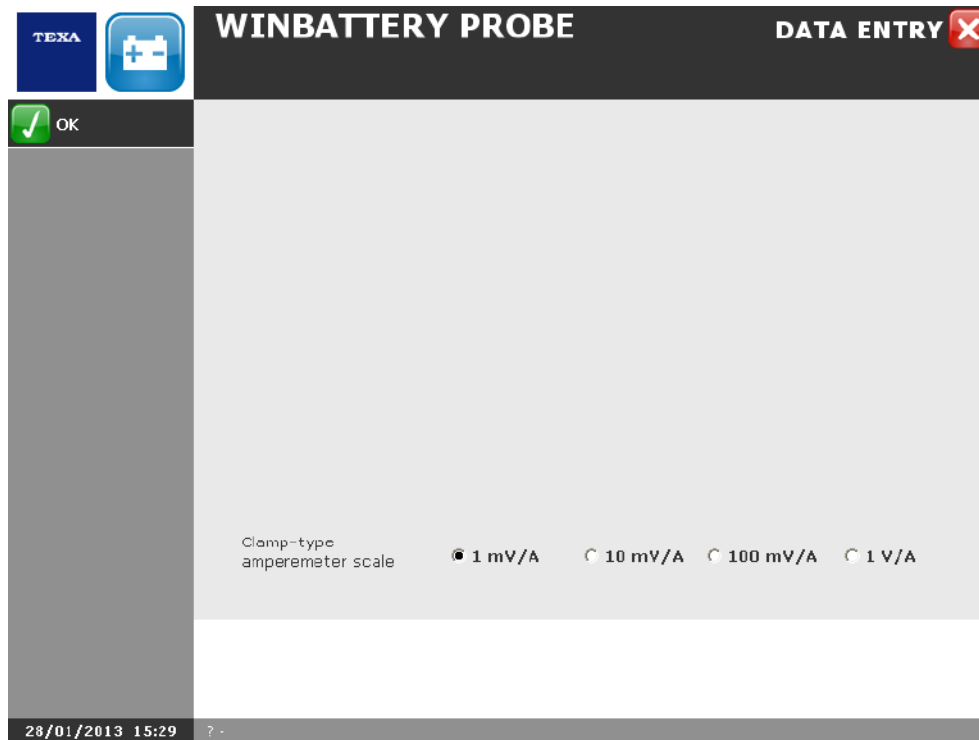 TEXA
WINBATTERY PROBE
DATA ENTRY
OK
Clamp-type
amperemeter scale
1 mV/A 10 mV/A 100 mV/A 1 V/A
28/01/2013 15:29
? -